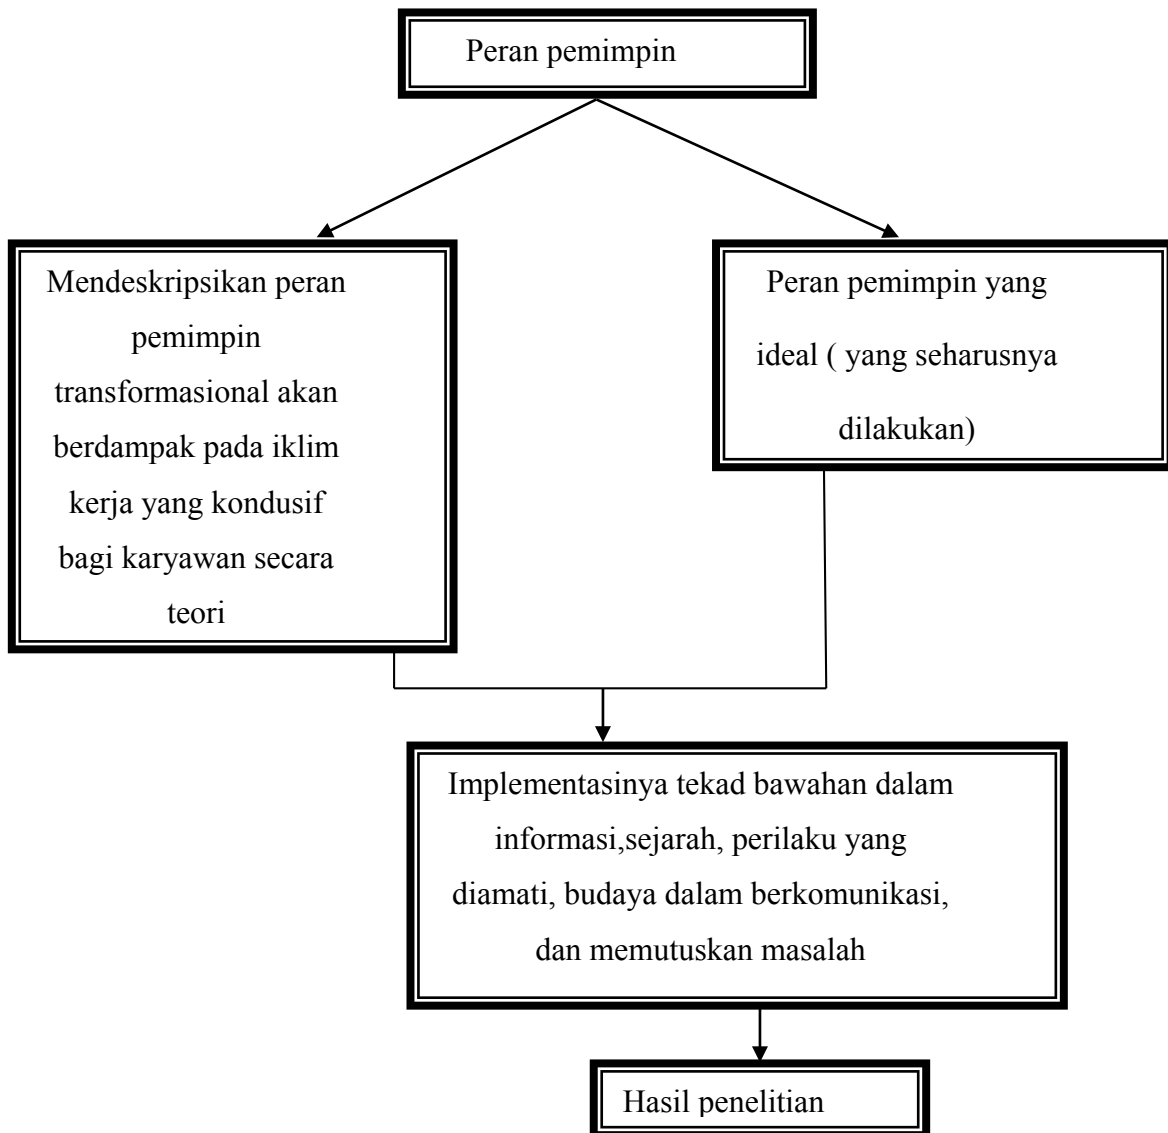 Peran pemimpin
Mendeskripsikan peran
pemimpin
transformasional akan
berdampak pada iklim
kerja yang kondusif
bagi karyawan secara
teori
Peran pemimpin yang
ideal ( yang seharusnya
dilakukan)
Implementasinya tekad bawahan dalam
informasi,sejarah, perilaku yang
diamati, budaya dalam berkomunikasi,
dan memutuskan masalah
Hasil penelitian